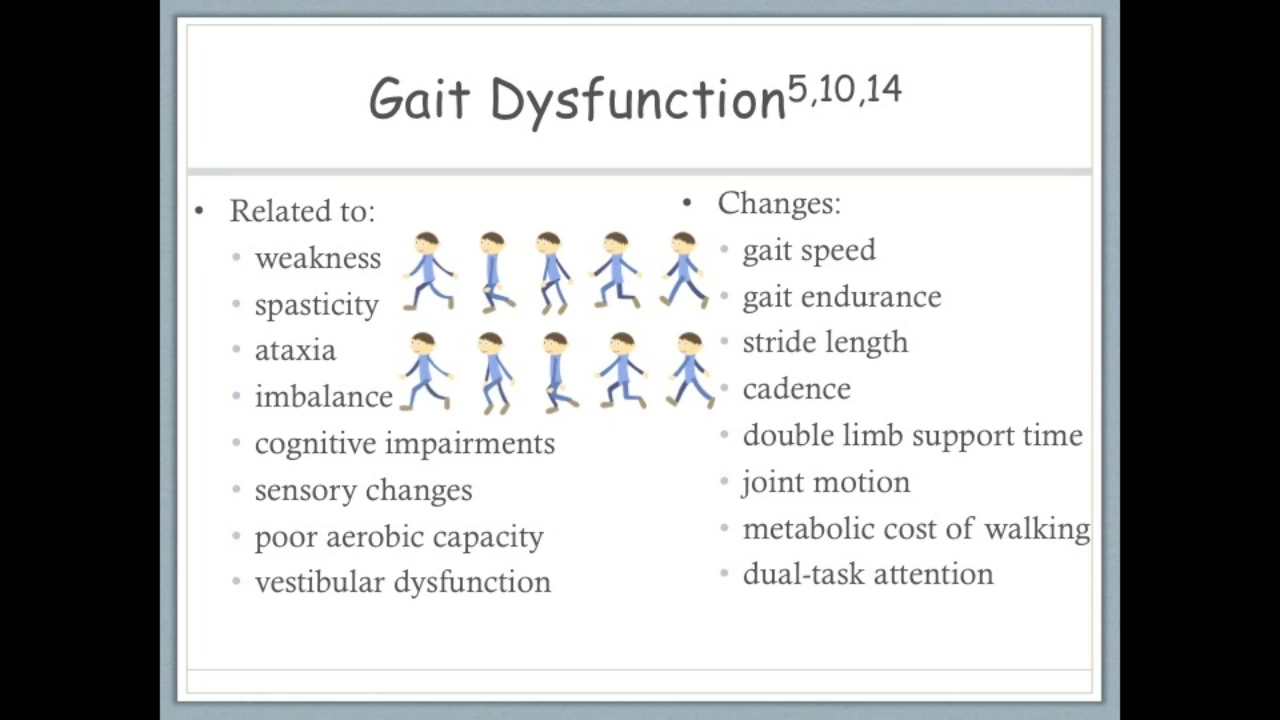 Gait Dysfunction5,10,14
• Related to:
• weakness
• spasticity
• ataxia
• imbalance
• cognitive impairments
• sensory changes
• poor aerobic capacity
• vestibular dysfunction
• Changes:
• gait speed
• gait endurance
• stride length
• cadence
• double limb support time
• joint motion
• metabolic cost of walking
• dual-task attention